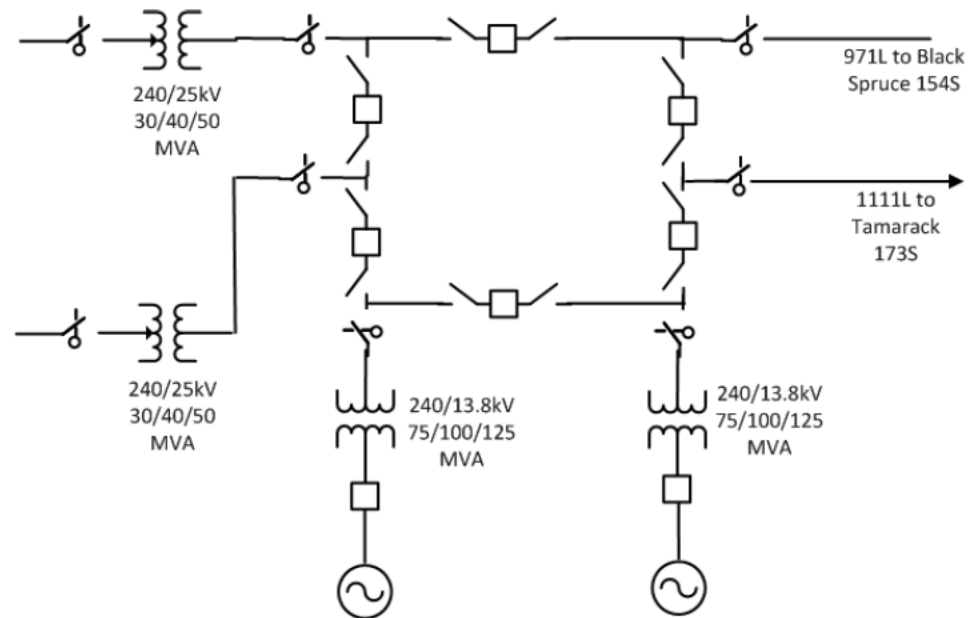 971L to Black
Spruce 154S
240/25kV
30/40/50
MVA
1111L to
Tamarack
173S
240/25kV
30/40/50
MVA
240/13.8kV
75/100/125
MVA
240/13.8kV
75/100/125
MVA